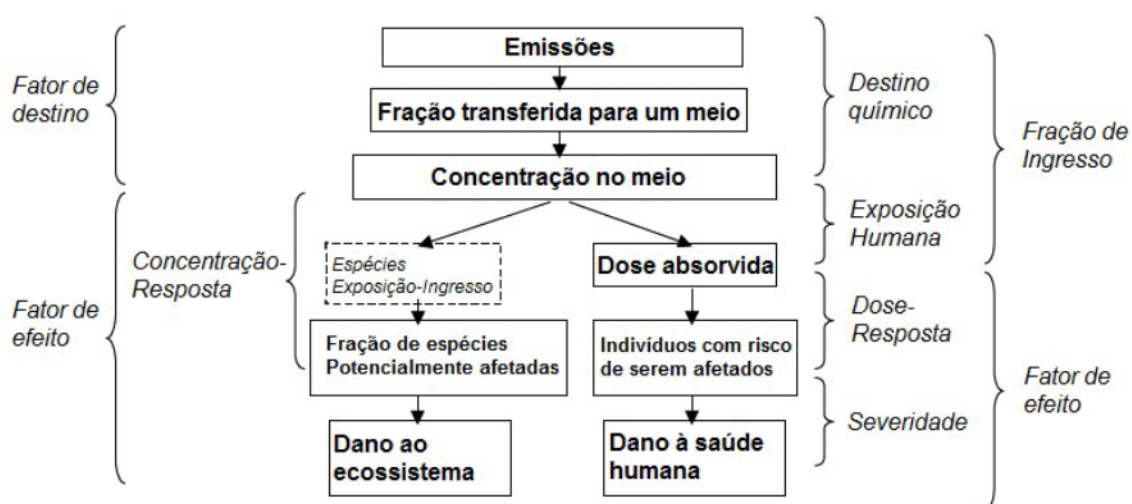 Emissões
Fator de
destino
Fração transferida para um meio
Destino
químico
Fração de
Ingresso
Concentração no meio
Exposição
Humana
Concentração-
Resposta
Espécies
Exposição-Ingresso
Dose absorvida
Fator de
efeito
Fração de espécies
Potencialmente afetadas
Indivíduos com risco
de serem afetados
Dose-
Resposta
Fator de
efeito
Severidade
Dano ao
ecossistema
Dano à saúde
humana